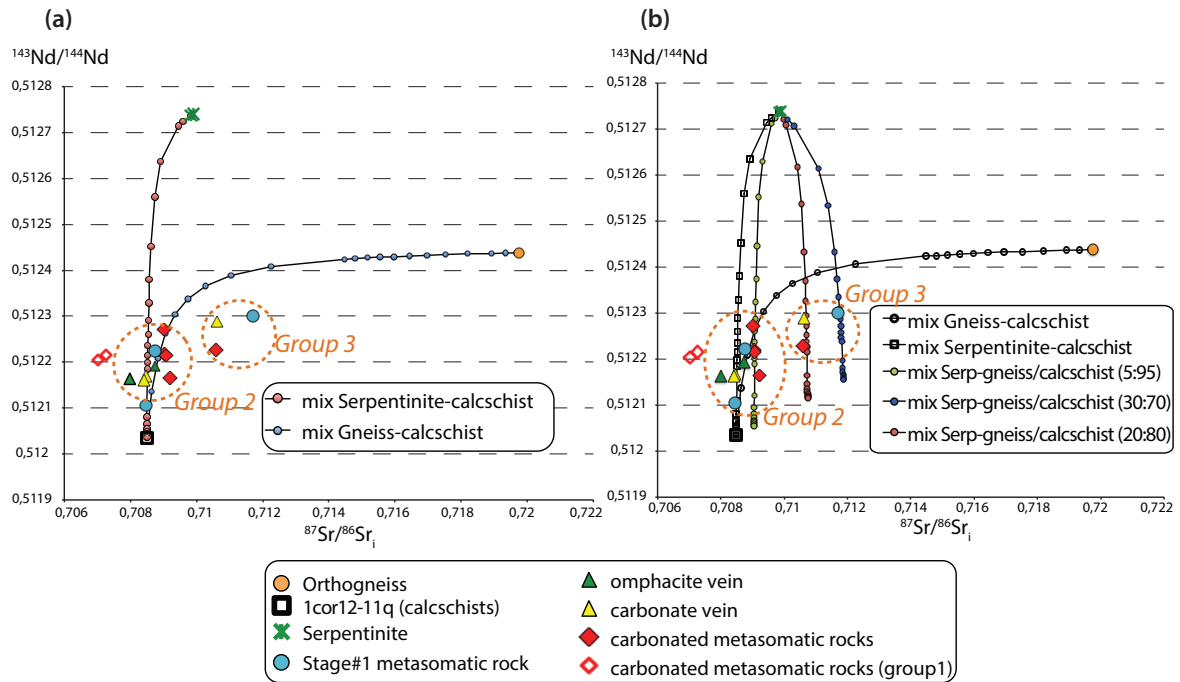 (a)
¹⁴³Nd/¹⁴⁴Nd
0,5128
0,5127
0,5126
0,5125
0,5124
0,5123
0,5122
0,5121
0,512
0,5119
0,706
0,708
0,71
0,712
0,714
0,716
0,718
0,72
0,722
⁸⁷Sr/⁸⁶Srᵢ
Group 3
Group 2
mix Serpentinite-calcschist
mix Gneiss-calcschist
(b)
¹⁴³Nd/¹⁴⁴Nd
0,5128
0,5127
0,5126
0,5125
0,5124
0,5123
0,5122
0,5121
0,512
0,5119
0,706
0,708
0,71
0,712
0,714
0,716
0,718
0,72
0,722
⁸⁷Sr/⁸⁶Srᵢ
Group 3
Group 2
mix Gneiss-calcschist
mix Serpentinite-calcschist
mix Serp-gneiss/calcschist (5:95)
mix Serp-gneiss/calcschist (30:70)
mix Serp-gneiss/calcschist (20:80)
Orthogneiss
1cor12-11q (calcschists)
Serpentinite
Stage#1 metasomatic rock
omphacite vein
carbonate vein
carbonated metasomatic rocks
carbonated metasomatic rocks (group1)